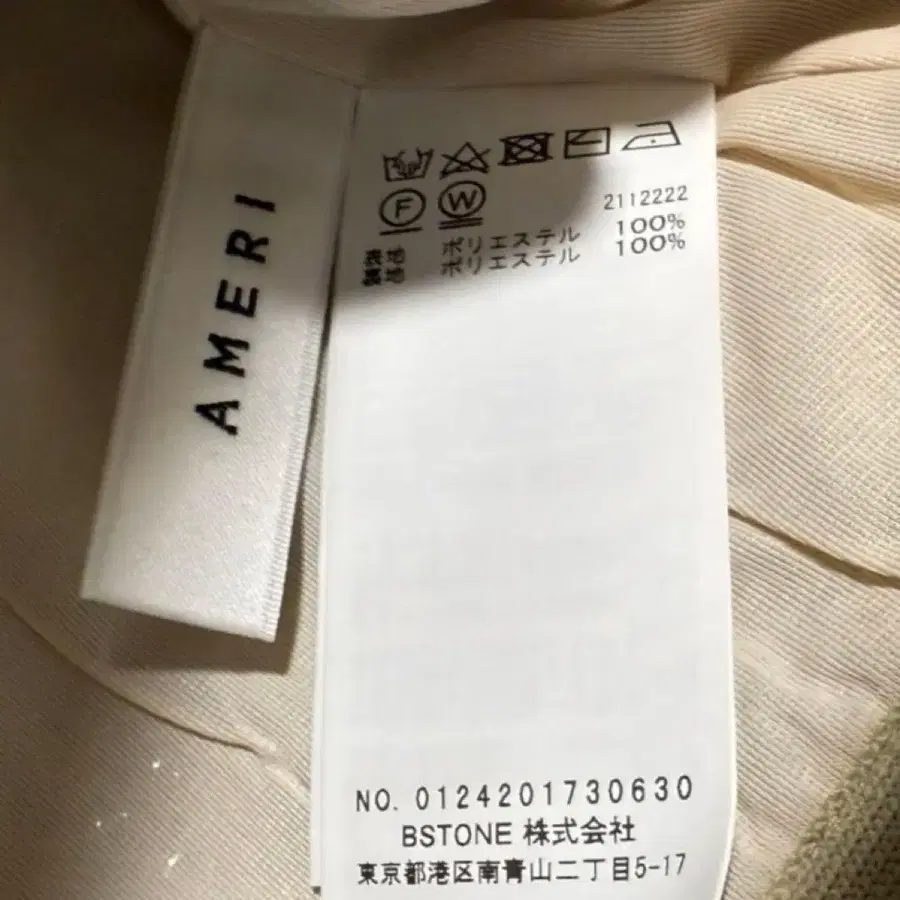 AMERI
F W
2112222
表地 ポリエステル 100%
裏地 ポリエステル 100%
NO. 0124201730630
BSTONE 株式会社
東京都港区南青山二丁目5-17